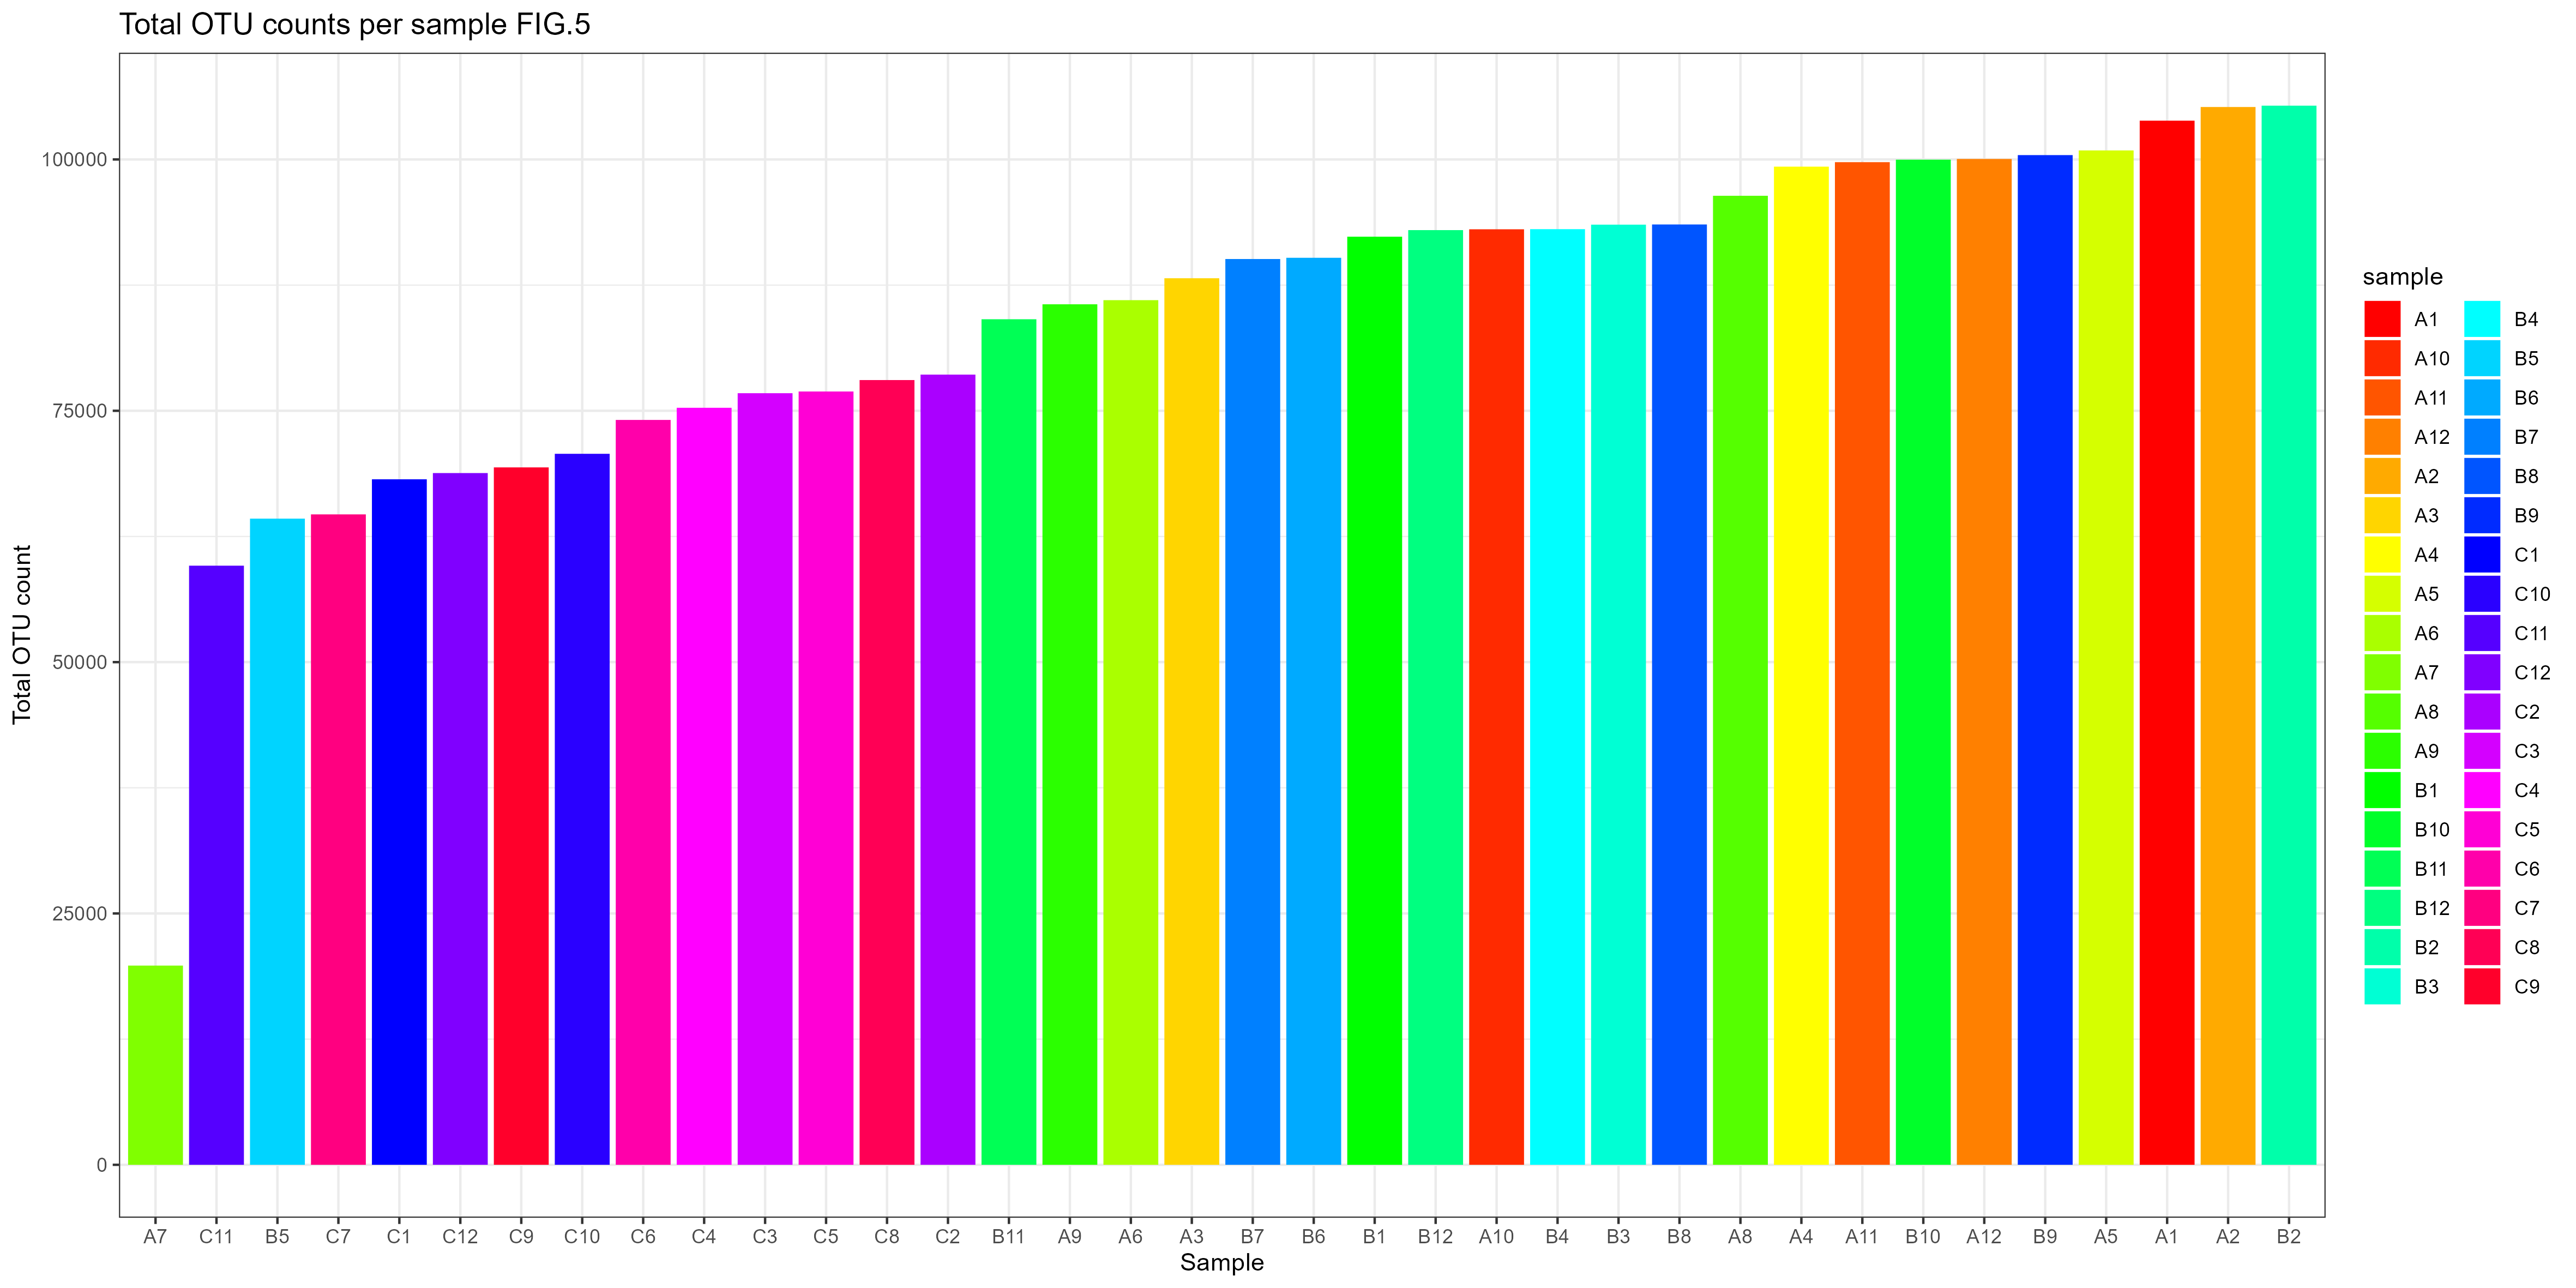 Total OTU counts per sample FIG.5
Total OTU count
100000
75000
50000
25000
0
A7 C11 B5 C7 C1 C12 C9 C10 C6 C4 C3 C5 C8 C2 B11 A9 A6 A3 B7 B6 B1 B12 A10 B4 B3 B8 A8 A4 A11 B10 A12 B9 A5 A1 A2 B2
Sample
sample
A1 B4
A10 B5
A11 B6
A12 B7
A2 B8
A3 B9
A4 C1
A5 C10
A6 C11
A7 C12
A8 C2
A9 C3
B1 C4
B10 C5
B11 C6
B12 C7
B2 C8
B3 C9